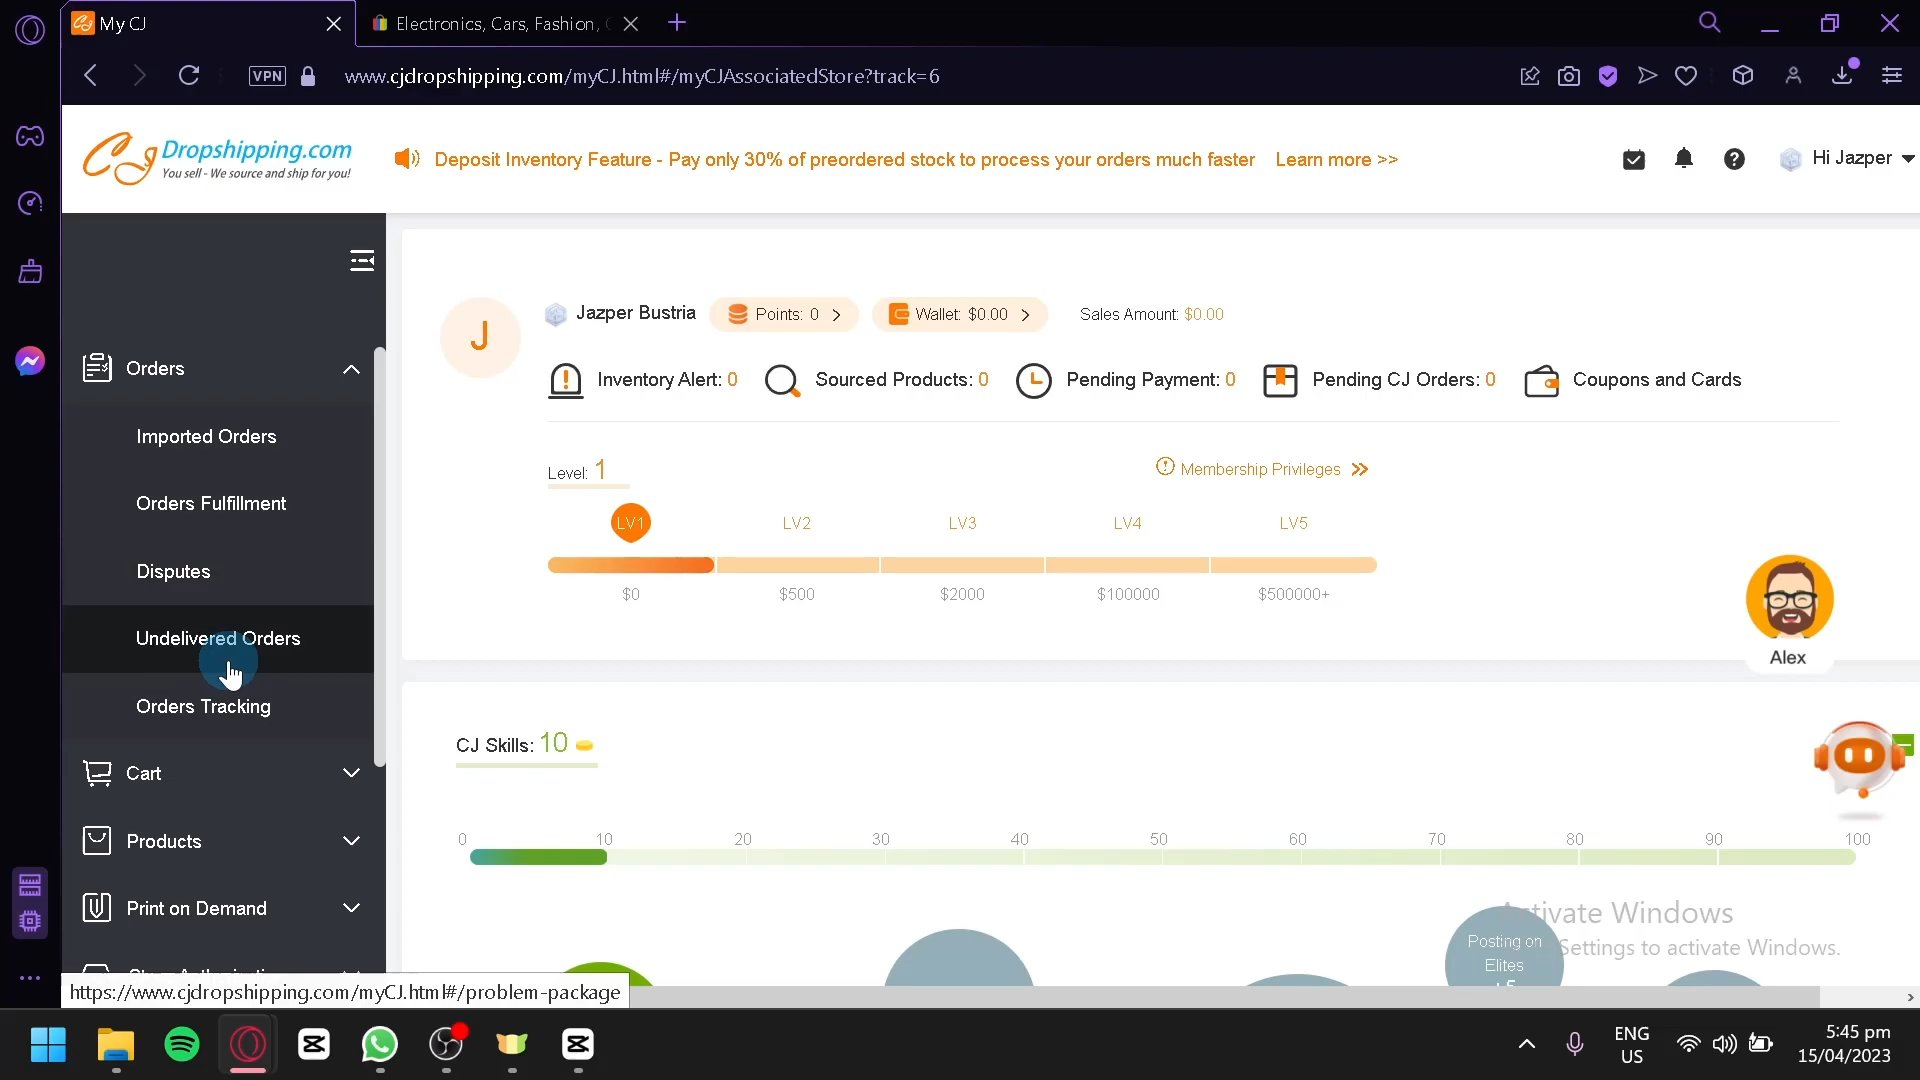 My CJ
Electronics, Cars, Fashion,
VPN
www.cjdropshipping.com/myCJ.html#/myCJAssociatedStore?track=6
CJ Dropshipping.com
You sell - We source and ship for you!
Deposit Inventory Feature - Pay only 30% of preordered stock to process your orders much faster Learn more >>
Hi Jazper
Orders
Imported Orders
Orders Fulfillment
Disputes
Undelivered Orders
Orders Tracking
Cart
Products
Print on Demand
J
Jazper Bustria
Points: 0 >
Wallet: $0.00 >
Sales Amount: $0.00
Inventory Alert: 0
Sourced Products: 0
Pending Payment: 0
Pending CJ Orders: 0
Coupons and Cards
Level: 1
Membership Privileges
LV1 LV2 LV3 LV4 LV5
$0 $500 $2000 $100000 $500000+
Alex
CJ Skills: 10
0 10 20 30 40 50 60 70 80 90 100
Posting on
Elites
Activate Windows
Settings to activate Windows.
https://www.cjdropshipping.com/myCJ.html#/problem-package
ENG
US
5:45 pm
15/04/2023